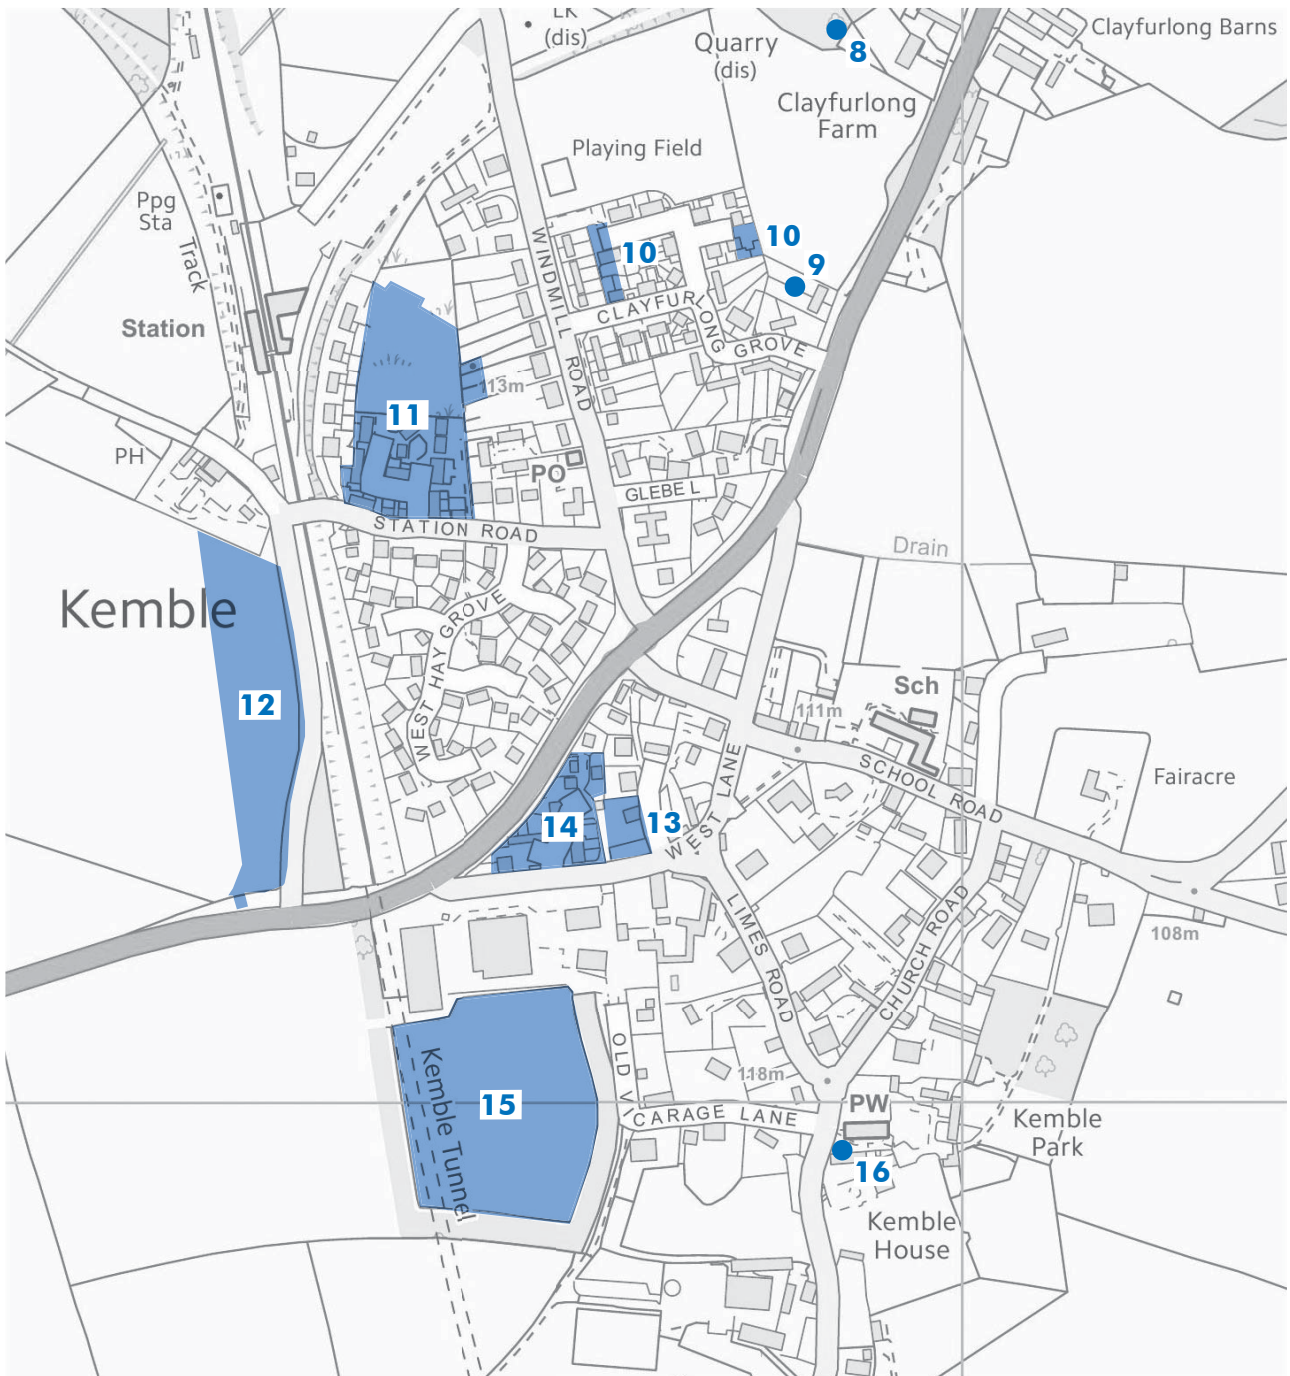 LK
(dis)
Quarry
(dis)
8
Clayfurlong Barns
Clayfurlong
Farm
Playing Field
Ppg
Sta
Track
Station
WINDMILL ROAD
10
10
9
CLAYFURLONG GROVE
113m
11
PH
PO
GLEBE L
STATION ROAD
Drain
Kemble
WEST HAY GROVE
12
Sch
111m
SCHOOL ROAD
Fairacre
WEST LANE
13
14
LIMES ROAD
CHURCH ROAD
108m
Kemble Tunnel
15
OLD VICARAGE LANE
118m
PW
16
Kemble
Park
Kemble
House